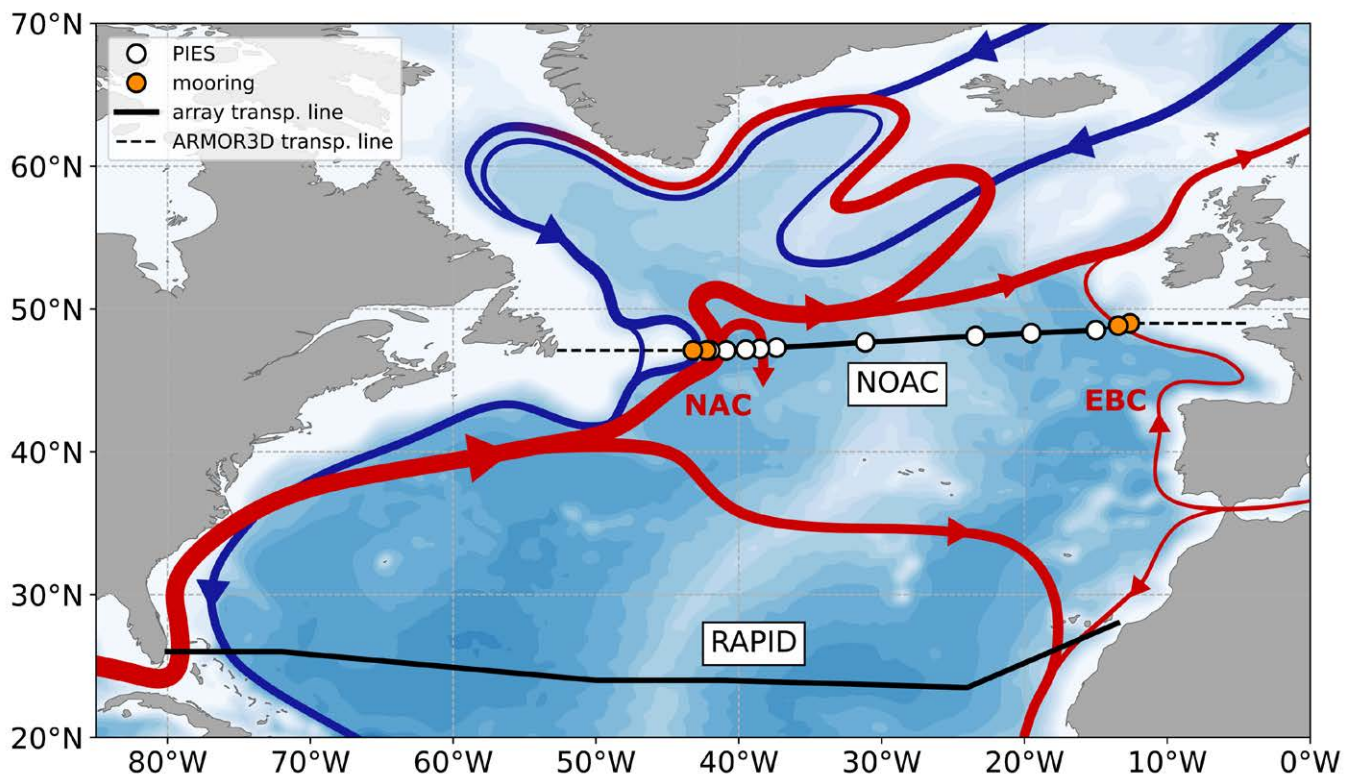 70°N
60°N
50°N
40°N
30°N
20°N
PIES
mooring
array transp. line
ARMOR3D transp. line
NOAC
NAC
EBC
RAPID
80°W 70°W 60°W 50°W 40°W 30°W 20°W 10°W 0°W